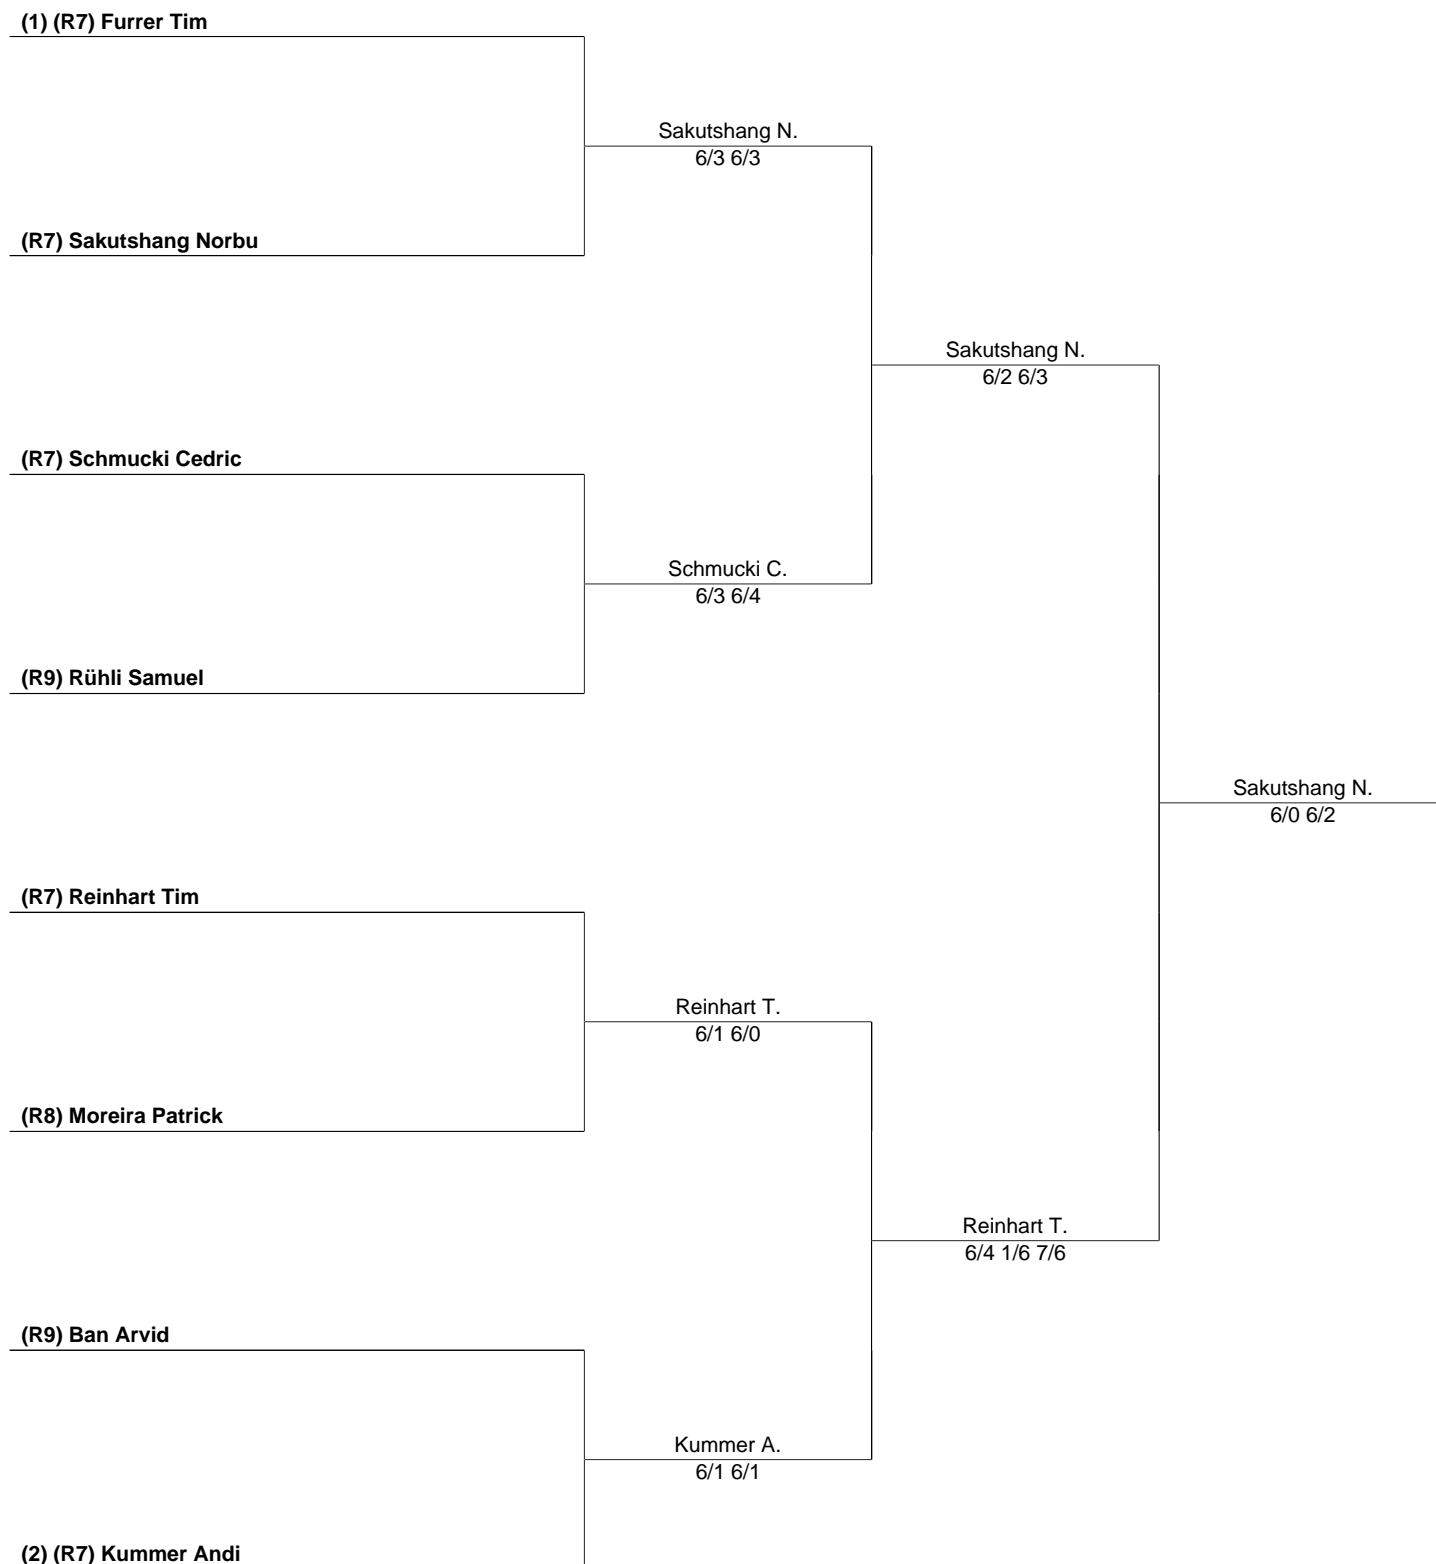 (1) (R7) Furrer Tim
Sakutshang N.
6/3 6/3
(R7) Sakutshang Norbu
Sakutshang N.
6/2 6/3
(R7) Schmucki Cedric
Schmucki C.
6/3 6/4
(R9) Rühli Samuel
Sakutshang N.
6/0 6/2
(R7) Reinhart Tim
Reinhart T.
6/1 6/0
(R8) Moreira Patrick
Reinhart T.
6/4 1/6 7/6
(R9) Ban Arvid
Kummer A.
6/1 6/1
(2) (R7) Kummer Andi